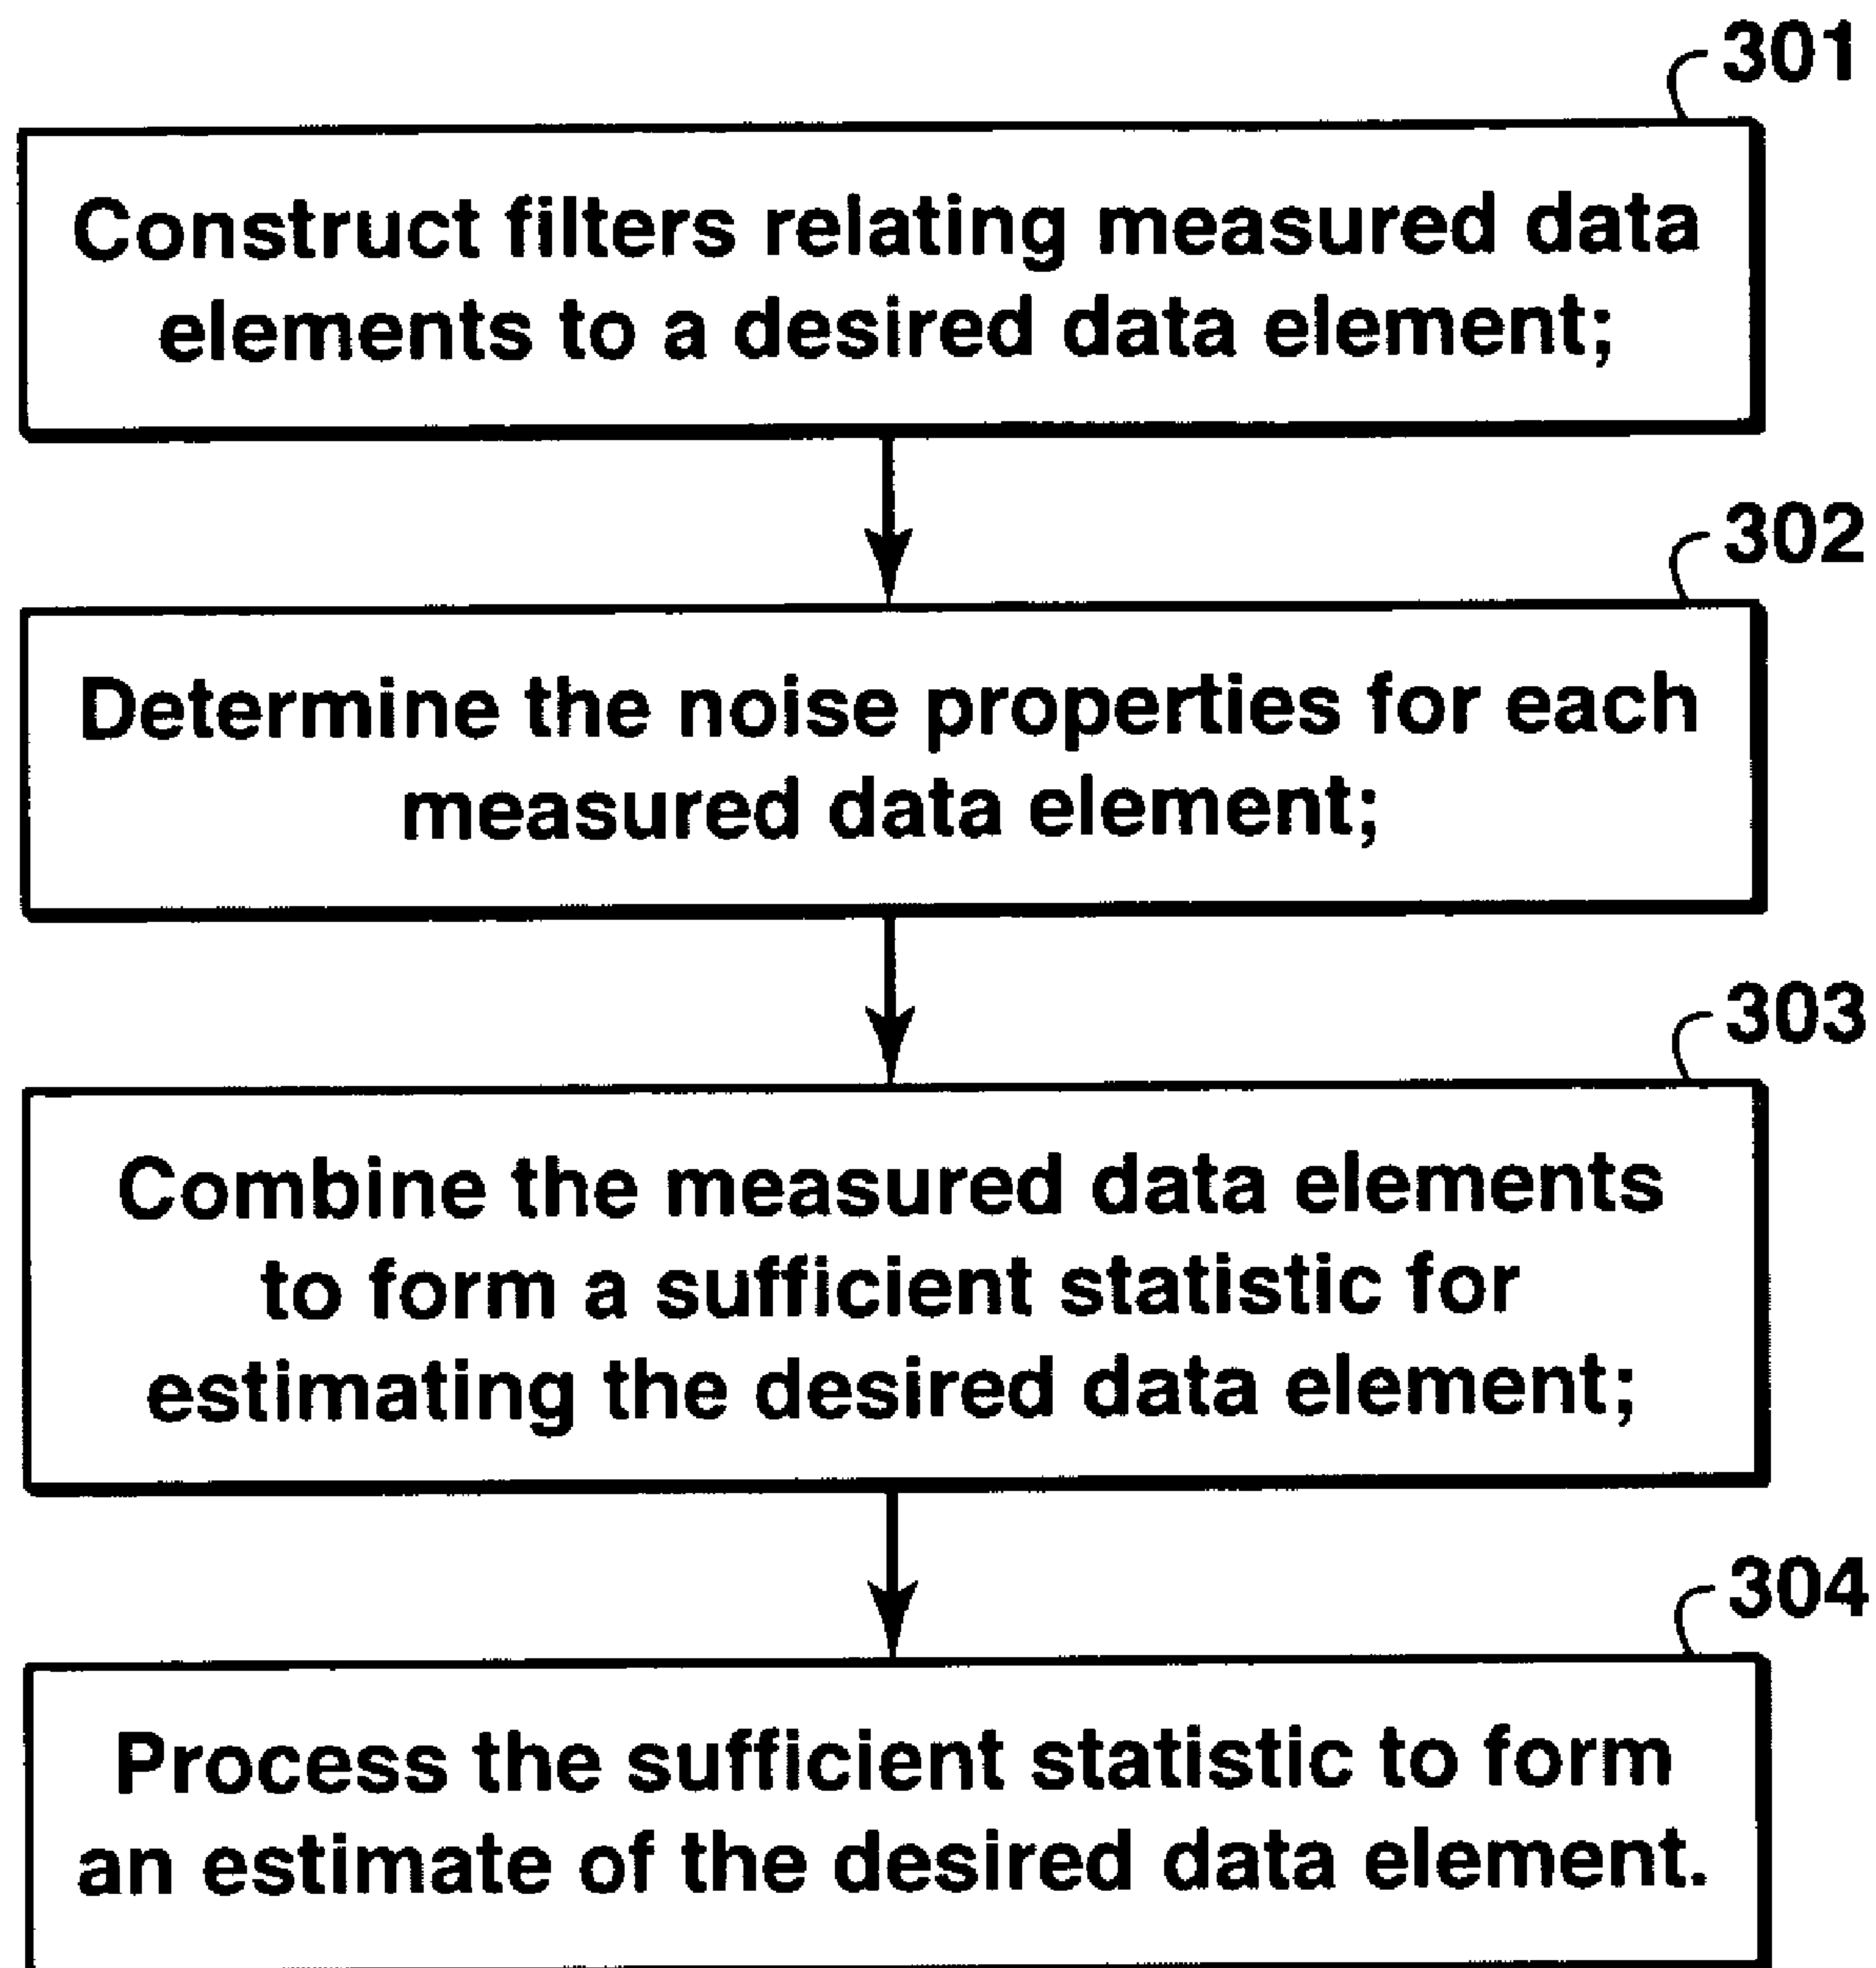 301
Construct filters relating measured data
elements to a desired data element;
302
Determine the noise properties for each
measured data element;
303
Combine the measured data elements
to form a sufficient statistic for
estimating the desired data element;
304
Process the sufficient statistic to form
an estimate of the desired data element.